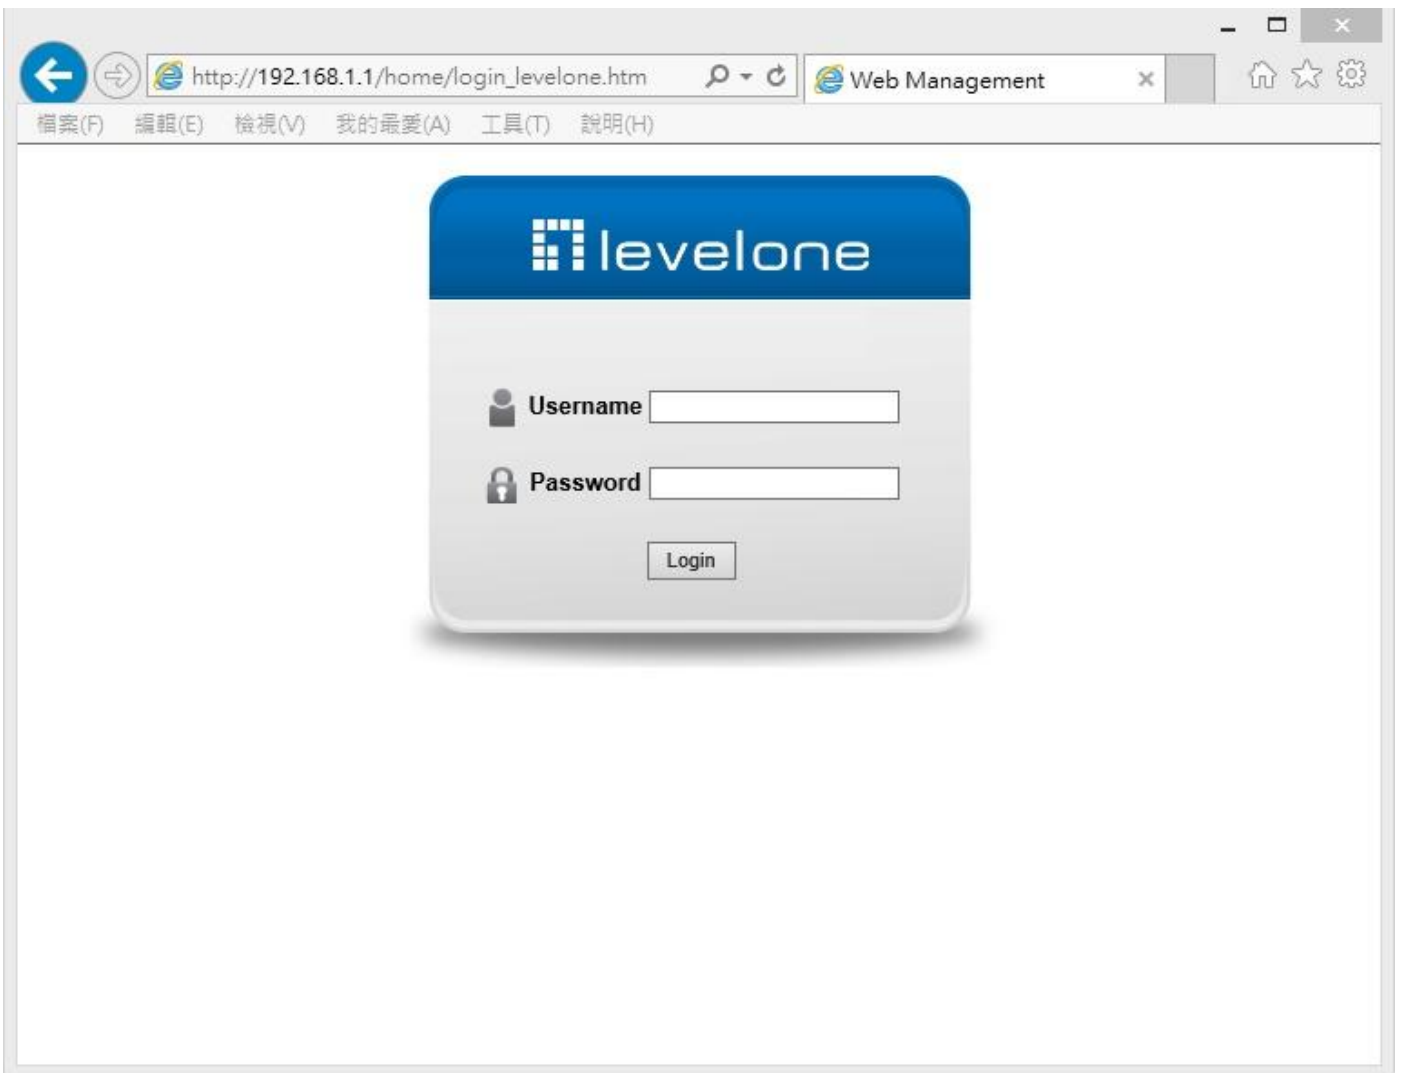 http://192.168.1.1/home/login_levelone.htm Web Management
檔案(F) 編輯(E) 檢視(V) 我的最愛(A) 工具(T) 說明(H)
levelone
Username
Password
Login